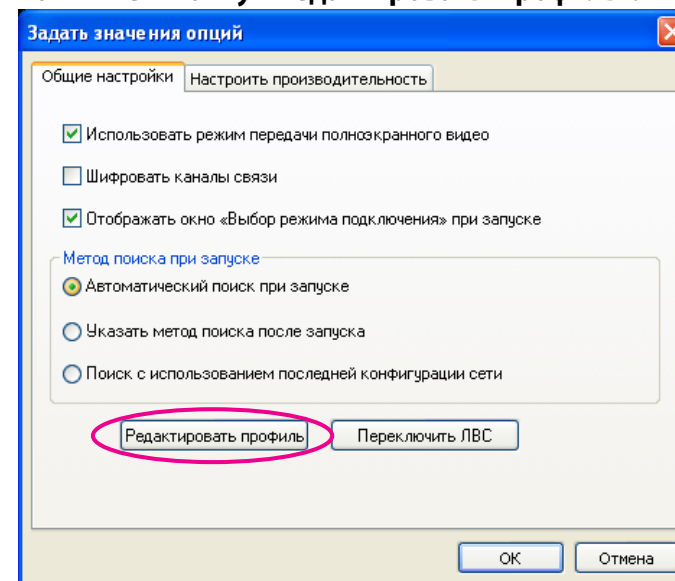 Задать значения опций
Общие настройки Настроить производительность
Использовать режим передачи полноэкранного видео
Шифровать каналы связи
Отображать окно «Выбор режима подключения» при запуске
Метод поиска при запуске
Автоматический поиск при запуске
Указать метод поиска после запуска
Поиск с использованием последней конфигурации сети
Редактировать профиль Переключить ЛВС
ОК Отмена